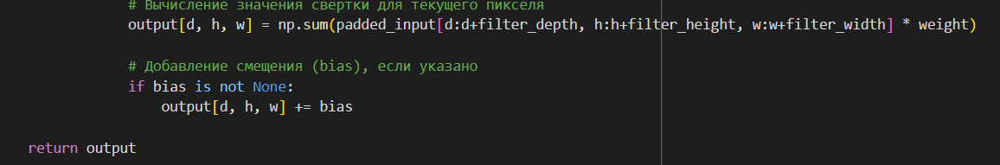 # Вычисление значения свертки для текущего пикселя
output[d, h, w] = np.sum(padded_input[d:d+filter_depth, h:h+filter_height, w:w+filter_width] * weight)
# Добавление смещения (bias), если указано
if bias is not None:
output[d, h, w] += bias
return output